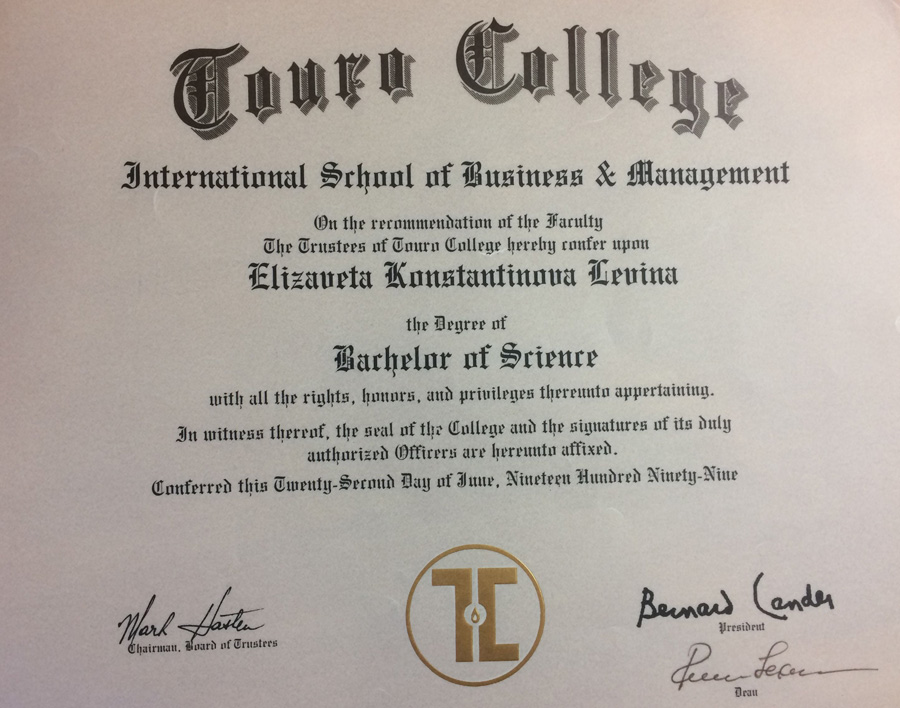 Touro College
International School of Business & Management
On the recommendation of the Faculty
The Trustees of Touro College hereby confer upon
Elizaveta Konstantinova Levina
the Degree of
Bachelor of Science
with all the rights, honors, and privileges thereunto appertaining.
In witness thereof, the seal of the College and the signatures of its duly
authorized Officers are hereunto affixed.
Conferred this Twenty-Second Day of June, Nineteen Hundred Ninety-Nine
TC
Mark Hasten
Chairman, Board of Trustees
Bernard Lander
President
Dean